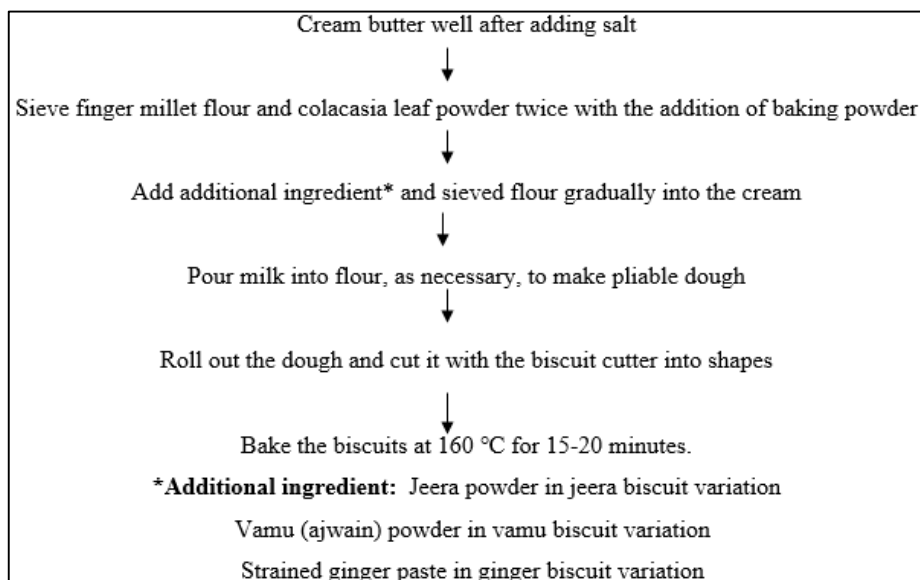 Cream butter well after adding salt
Sieve finger millet flour and colacasia leaf powder twice with the addition of baking powder
Add additional ingredient* and sieved flour gradually into the cream
Pour milk into flour, as necessary, to make pliable dough
Roll out the dough and cut it with the biscuit cutter into shapes
Bake the biscuits at 160 °C for 15-20 minutes.
*Additional ingredient: Jeera powder in jeera biscuit variation
Vamu (ajwain) powder in vamu biscuit variation
Strained ginger paste in ginger biscuit variation